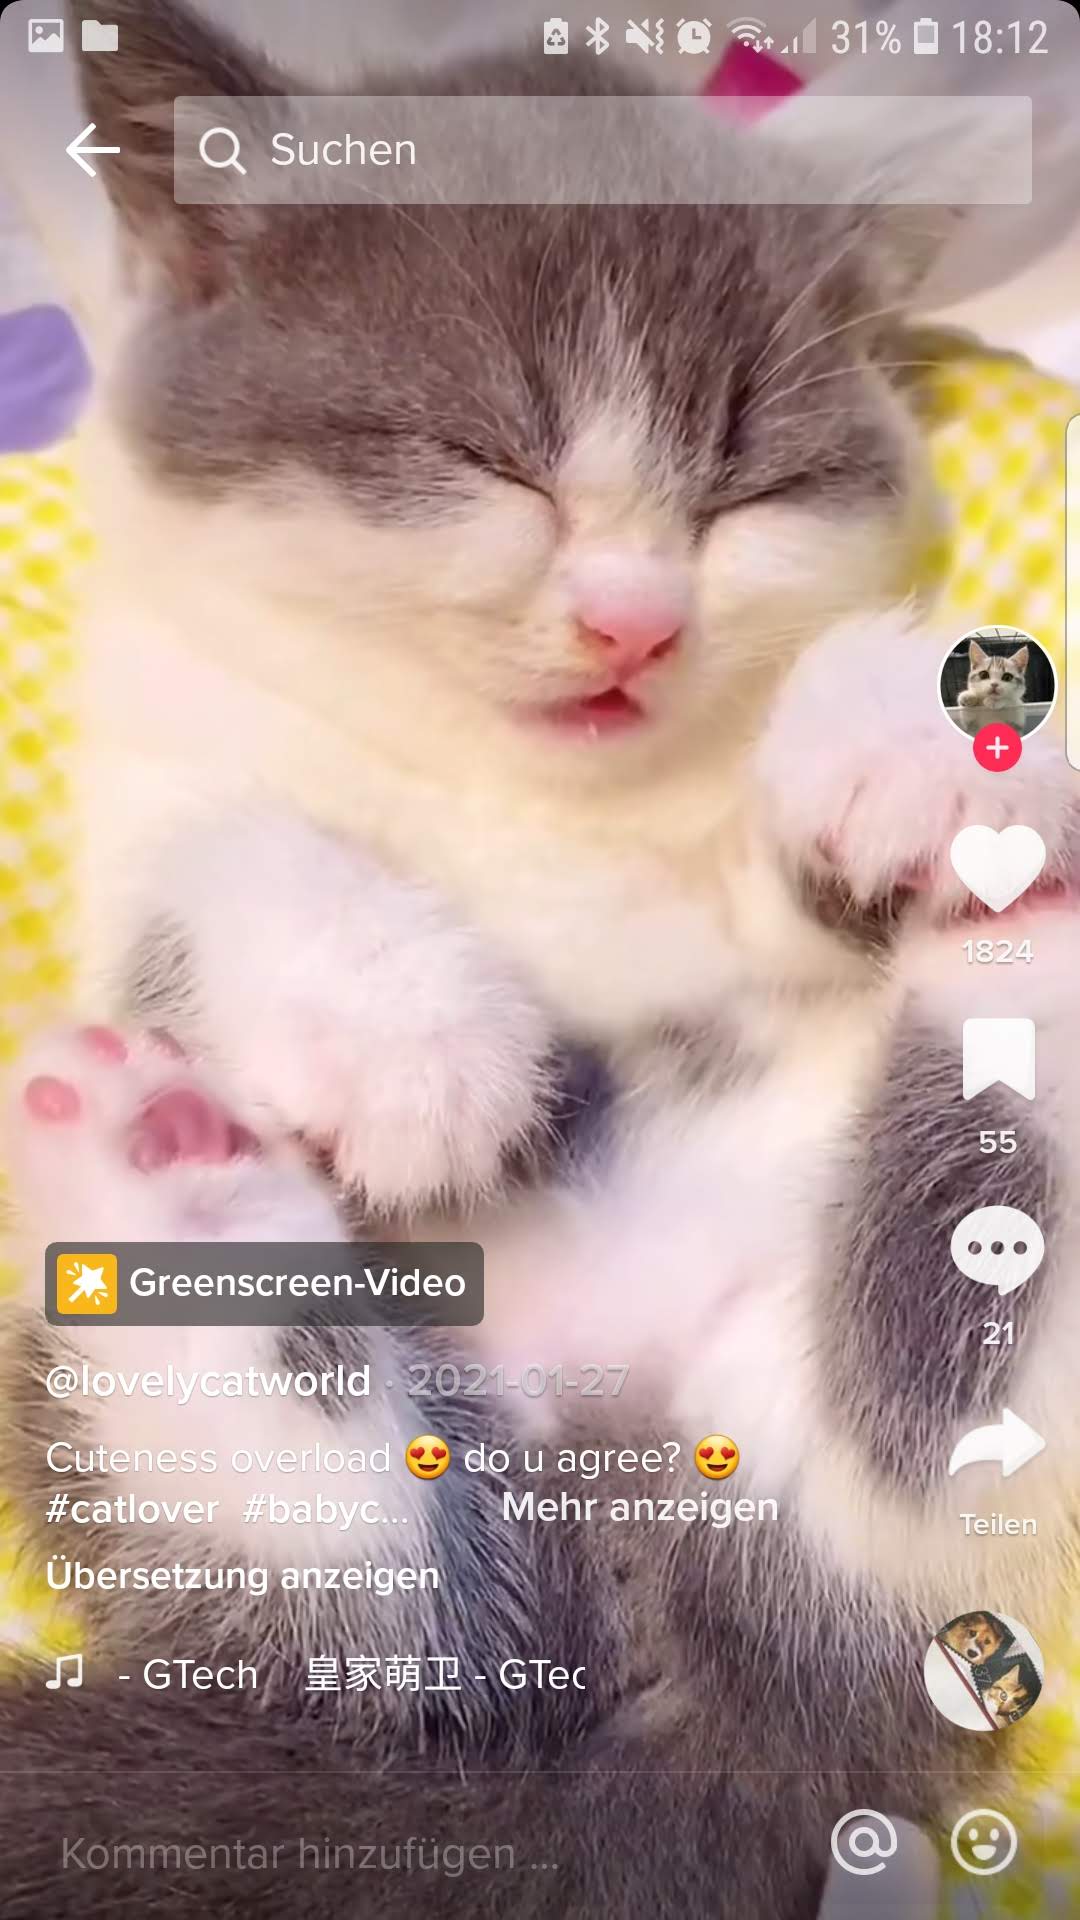 31% 18:12
Suchen
1824
55
21
Greenscreen-Video
@lovelycatworld · 2021-01-27
Cuteness overload 😍 do u agree? 😍
#catlover #babyc... Mehr anzeigen
Teilen
Übersetzung anzeigen
- GTech 皇家萌卫 - GTec
Kommentar hinzufügen ...